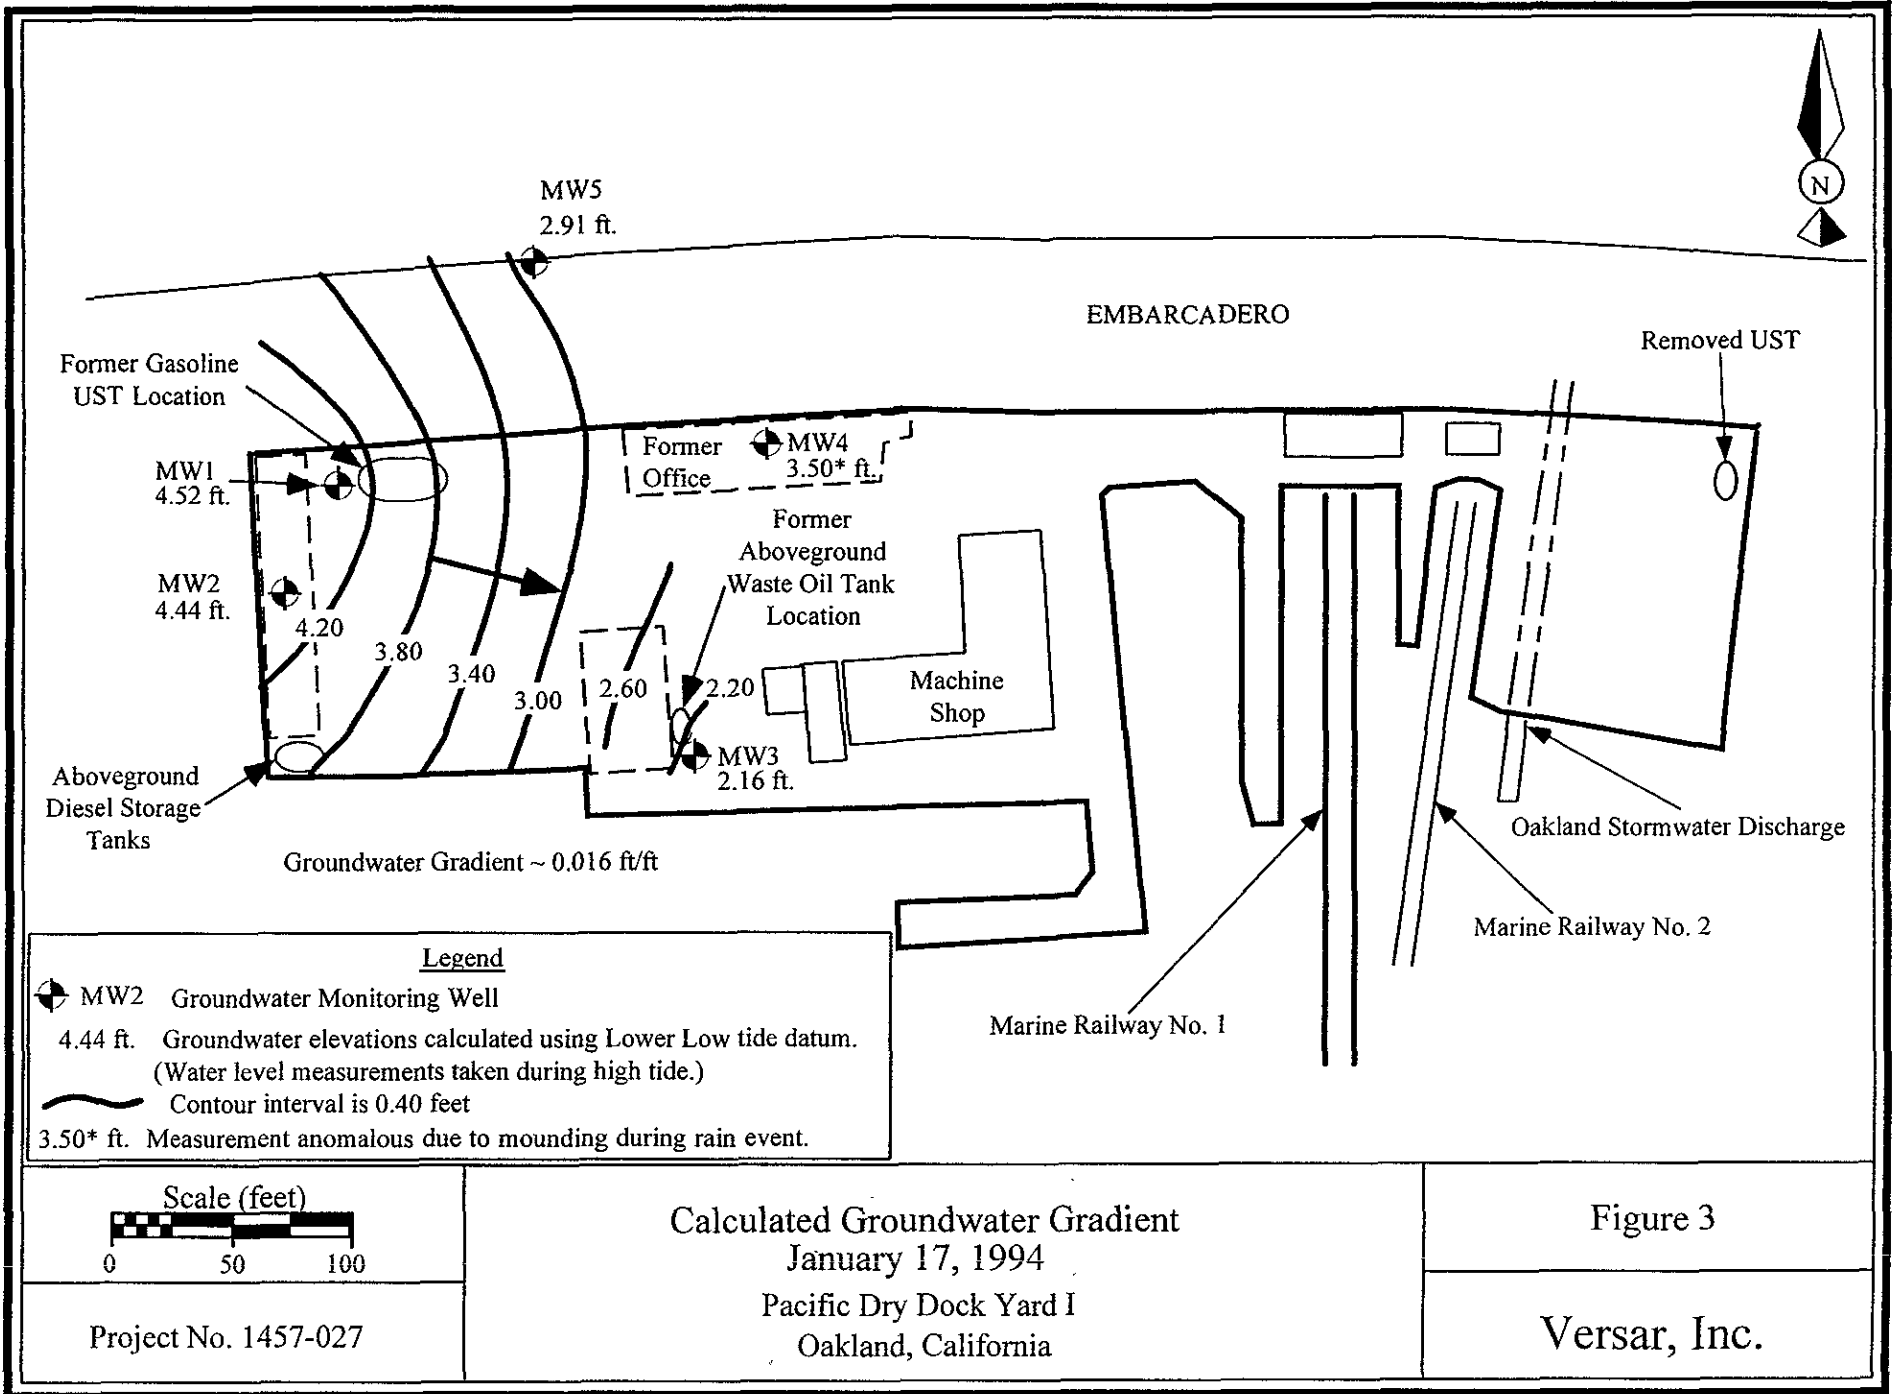 MW5
2.91 ft.
N
EMBARCADERO
Removed UST
Former Gasoline
UST Location
MW1
4.52 ft.
Former
Office
MW4
3.50* ft.
Former
Aboveground
Waste Oil Tank
Location
MW2
4.44 ft.
4.20
3.80
3.40
3.00
2.60
2.20
Machine
Shop
MW3
2.16 ft.
Aboveground
Diesel Storage
Tanks
Oakland Stormwater Discharge
Groundwater Gradient ~ 0.016 ft/ft
Marine Railway No. 2
Marine Railway No. 1
Legend
MW2 Groundwater Monitoring Well
4.44 ft. Groundwater elevations calculated using Lower Low tide datum.
(Water level measurements taken during high tide.)
Contour interval is 0.40 feet
3.50* ft. Measurement anomalous due to mounding during rain event.
Scale (feet)
0 50 100
Project No. 1457-027
Calculated Groundwater Gradient
January 17, 1994
Pacific Dry Dock Yard I
Oakland, California
Figure 3
Versar, Inc.